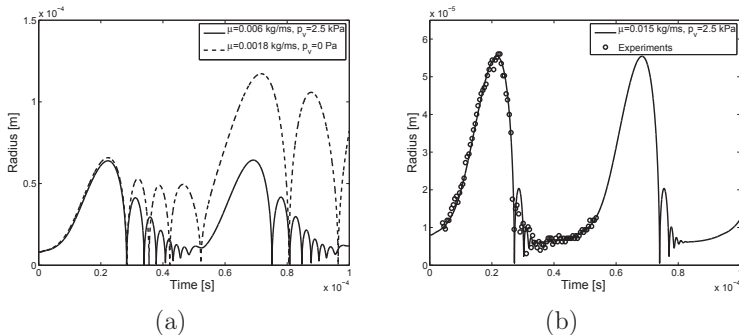 x 10⁻⁴
1.5
1
0.5
0
Radius [m]
μ=0.006 kg/ms, pᵥ=2.5 kPa
μ=0.0018 kg/ms, pᵥ=0 Pa
0 0.2 0.4 0.6 0.8 1
Time [s]
x 10⁻⁴
(a)
x 10⁻⁵
6
5
4
3
2
1
0
Radius [m]
μ=0.015 kg/ms, pᵥ=2.5 kPa
Experiments
0 0.2 0.4 0.6 0.8
Time [s]
x 10⁻⁴
(b)